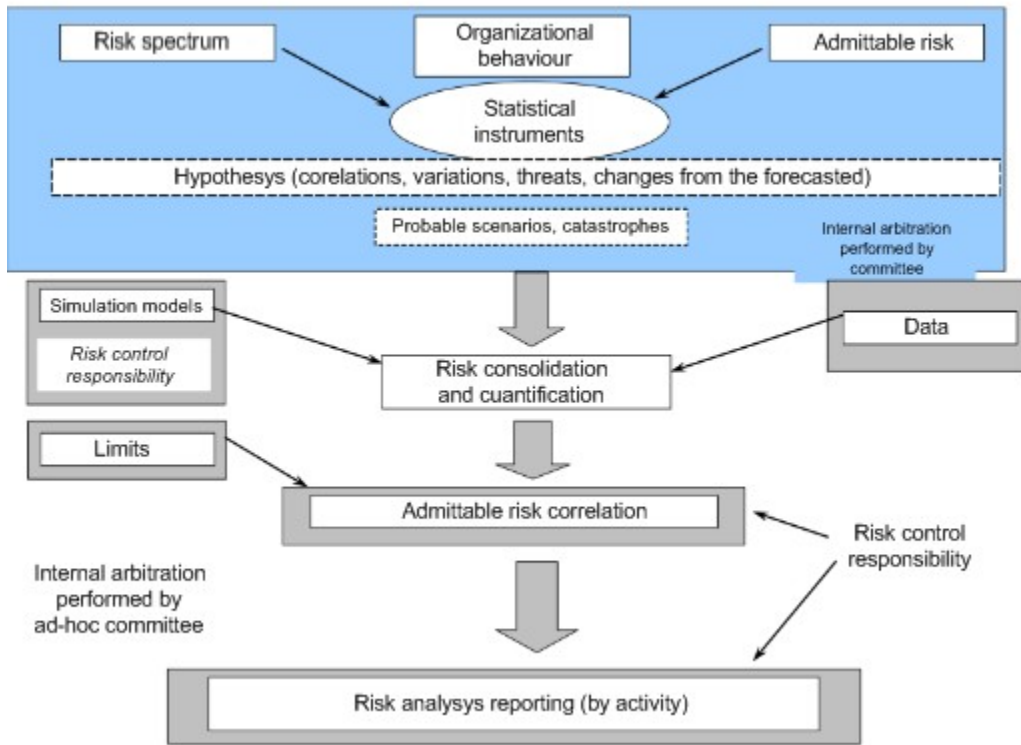 Risk spectrum
Organizational
behaviour
Admittable risk
Statistical
instruments
Hypothesys (corelations, variations, threats, changes from the forecasted)
Probable scenarios, catastrophes
Internal arbitration
performed by
committee
Simulation models
Risk control
responsibility
Data
Risk consolidation
and cuantification
Limits
Admittable risk correlation
Risk control
responsibility
Internal arbitration
performed by
ad-hoc committee
Risk analysys reporting (by activity)